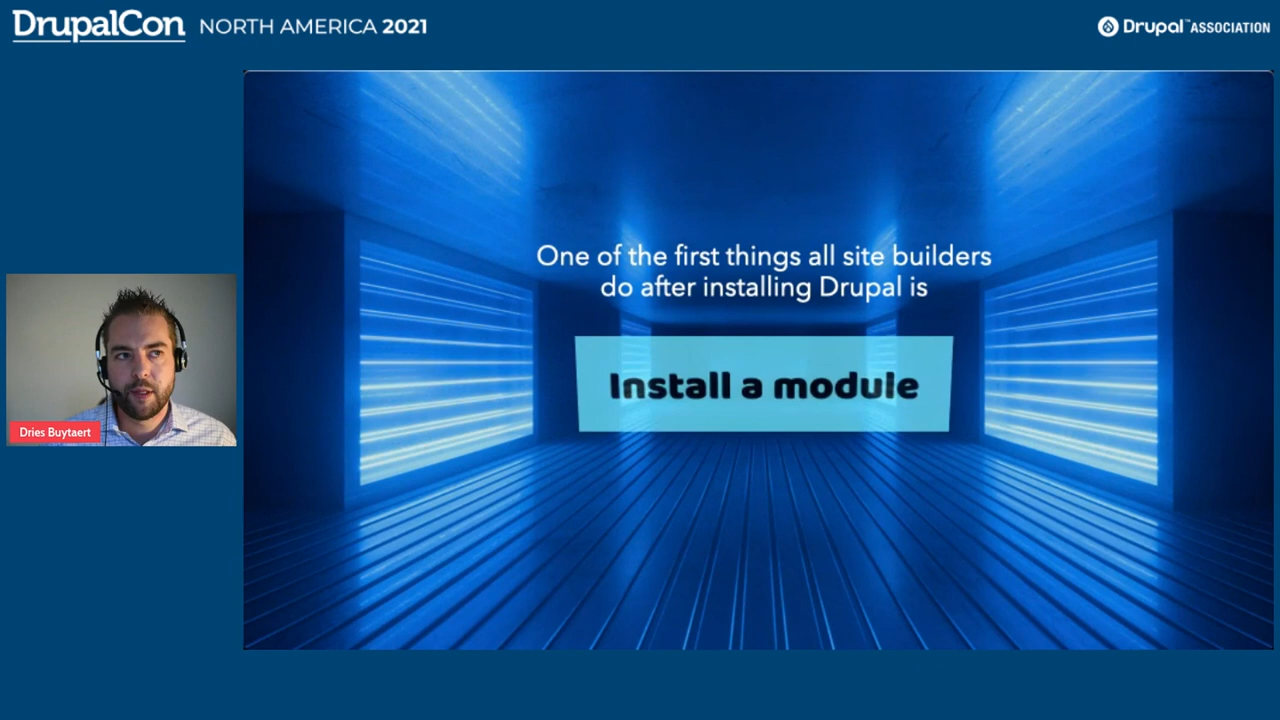 DrupalCon NORTH AMERICA 2021
Drupal™ ASSOCIATION
One of the first things all site builders
do after installing Drupal is
Install a module
Dries Buytaert